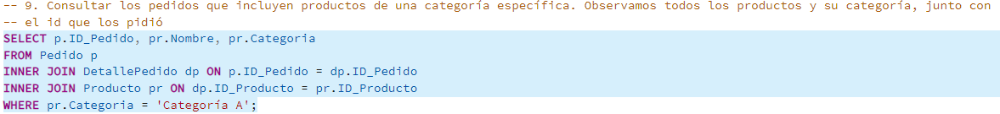 -- 9. Consultar los pedidos que incluyen productos de una categoría específica. Observamos todos los productos y su categoría, junto con
-- el id que los pidió
SELECT p.ID_Pedido, pr.Nombre, pr.Categoria
FROM Pedido p
INNER JOIN DetallePedido dp ON p.ID_Pedido = dp.ID_Pedido
INNER JOIN Producto pr ON dp.ID_Producto = pr.ID_Producto
WHERE pr.Categoria = 'Categoría A';